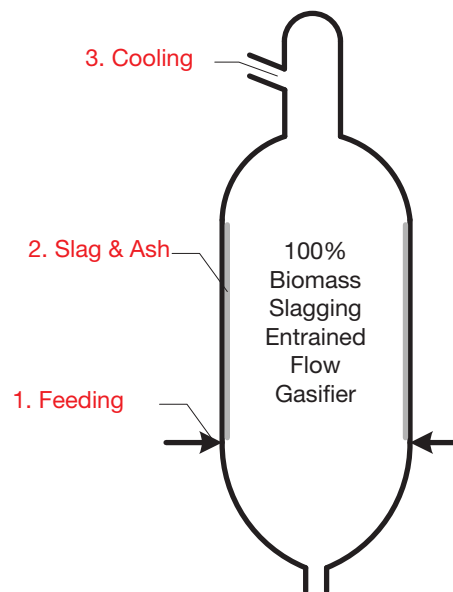 3. Cooling
2. Slag & Ash
100%
Biomass
Slagging
Entrained
Flow
Gasifier
1. Feeding